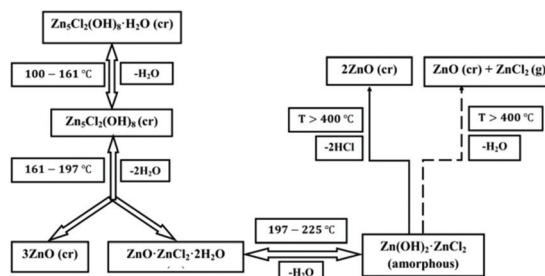 Zn₅Cl₂(OH)₈·H₂O (cr)
100 – 161 ℃
-H₂O
Zn₅Cl₂(OH)₈ (cr)
161 – 197 ℃
-2H₂O
3ZnO (cr)
ZnO·ZnCl₂·2H₂O
197 – 225 ℃
-H₂O
Zn(OH)₂·ZnCl₂
(amorphous)
2ZnO (cr)
T > 400 ℃
-2HCl
ZnO (cr) + ZnCl₂ (g)
T > 400 ℃
-H₂O